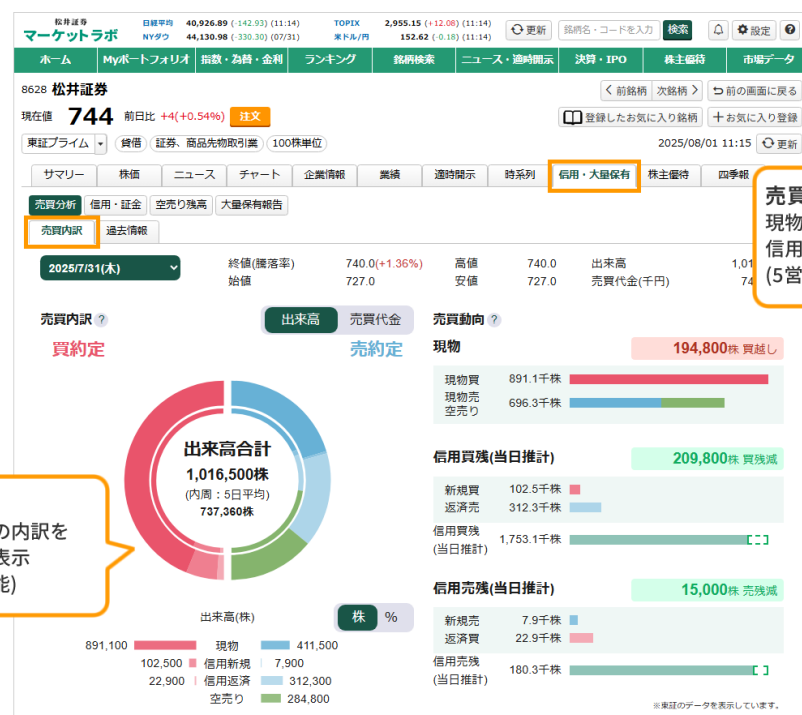 松井証券
マーケットラボ
日経平均 40,926.89 (-142.93) (11:14) TOPIX 2,955.15 (+12.08) (11:14)
NYダウ 44,130.98 (-330.30) (07/31) 米ドル/円 152.62 (-0.18) (11:14)
更新 銘柄名・コードを入力 検索 設定
ホーム Myポートフォリオ 指数・為替・金利 ランキング 銘柄検索 ニュース・適時開示 決算・IPO 株主優待 市場データ
8628 松井証券
前銘柄 次銘柄 前の画面に戻る
現在値 744 前日比 +4(+0.54%) 注文
登録したお気に入り銘柄 +お気に入り登録
東証プライム 貸借 証券、商品先物取引業 100株単位
2025/08/01 11:15 更新
サマリー 株価 ニュース チャート 企業情報 業績 適時開示 時系列 信用・大量保有 株主優待 四季報
売買分析 信用・証金 空売り残高 大量保有報告
売買内訳 過去情報
売買
現物
信用
(5営
2025/7/31(木)
終値(騰落率) 740.0(+1.36%) 高値 740.0 出来高 1,01
始値 727.0 安値 727.0 売買代金(千円) 74
売買内訳 ? 出来高 売買代金
買約定 売約定
出来高合計
1,016,500株
(内周:5日平均)
737,360株
の内訳を
表示
能)
出来高(株) 株 %
891,100 現物 411,500
102,500 信用新規 7,900
22,900 信用返済 312,300
空売り 284,800
売買動向 ?
現物 194,800株 買越し
現物買 891.1千株
現物売
空売り 696.3千株
信用買残(当日推計) 209,800株 買残減
新規買 102.5千株
返済売 312.3千株
信用買残
(当日推計) 1,753.1千株
信用売残(当日推計) 15,000株 売残減
新規売 7.9千株
返済買 22.9千株
信用売残
(当日推計) 180.3千株
※東証のデータを表示しています。